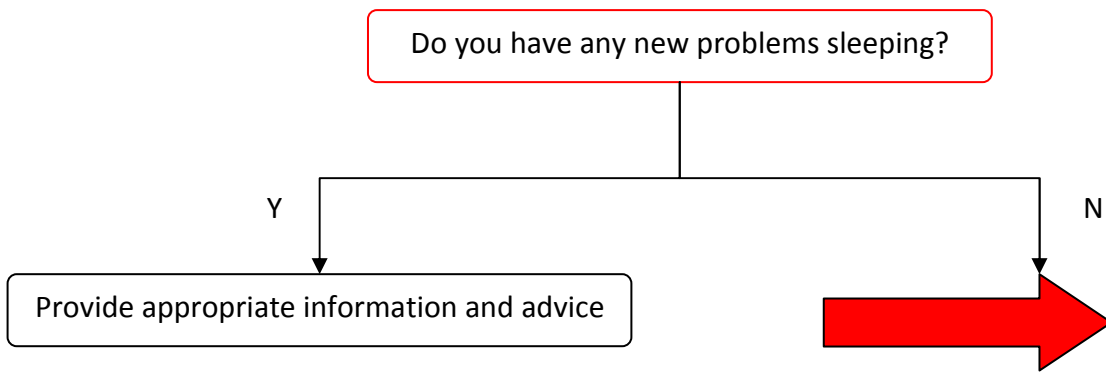 Do you have any new problems sleeping?
Y
N
Provide appropriate information and advice